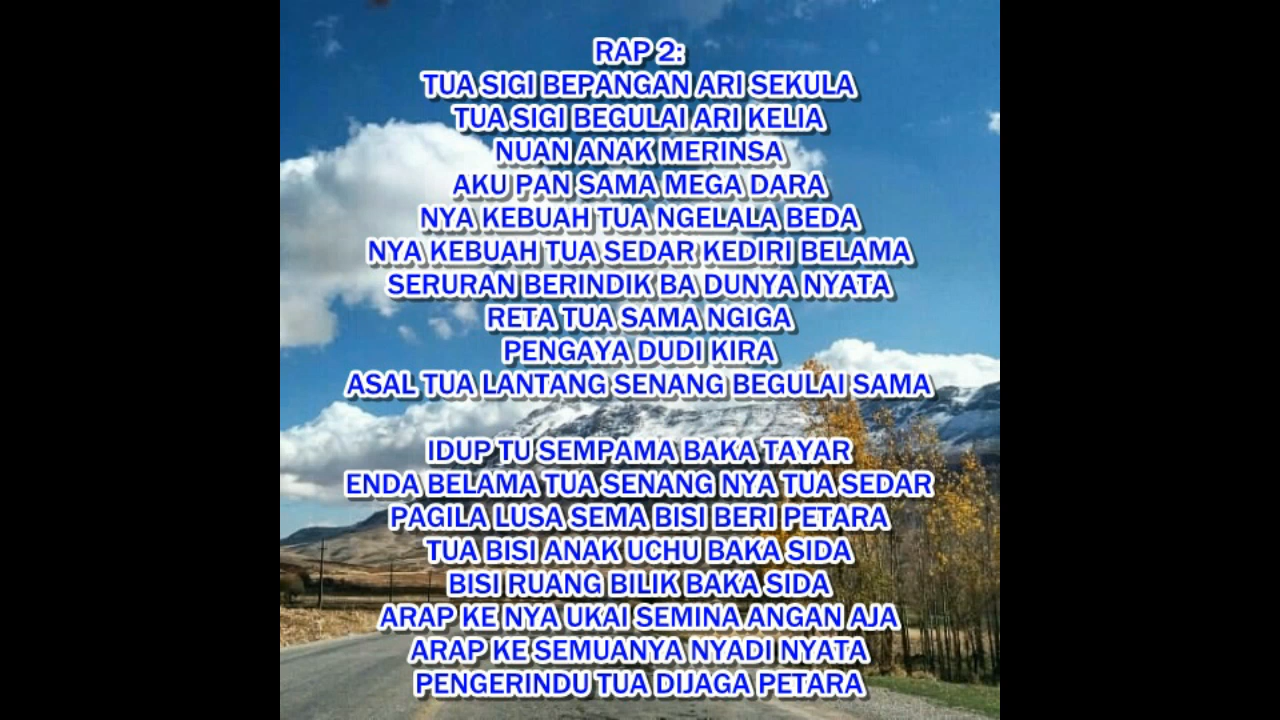 RAP 2:
TUA SIGI BEPANGAN ARI SEKULA
TUA SIGI BEGULAI ARI KELIA
NUAN ANAK MERINSA
AKU PAN SAMA MEGA DARA
NYA KEBUAH TUA NGELALA BEDA
NYA KEBUAH TUA SEDAR KEDIRI BELAMA
SERURAN BERINDIK BA DUNYA NYATA
RETA TUA SAMA NGIGA
PENGAYA DUDI KIRA
ASAL TUA LANTANG SENANG BEGULAI SAMA
IDUP TU SEMPAMA BAKA TAYAR
ENDA BELAMA TUA SENANG NYA TUA SEDAR
PAGILA LUSA SEMA BISI BERI PETARA
TUA BISI ANAK UCHU BAKA SIDA
BISI RUANG BILIK BAKA SIDA
ARAP KE NYA UKAI SEMINA ANGAN AJA
ARAP KE SEMUANYA NYADI NYATA
PENGERINDU TUA DIJAGA PETARA